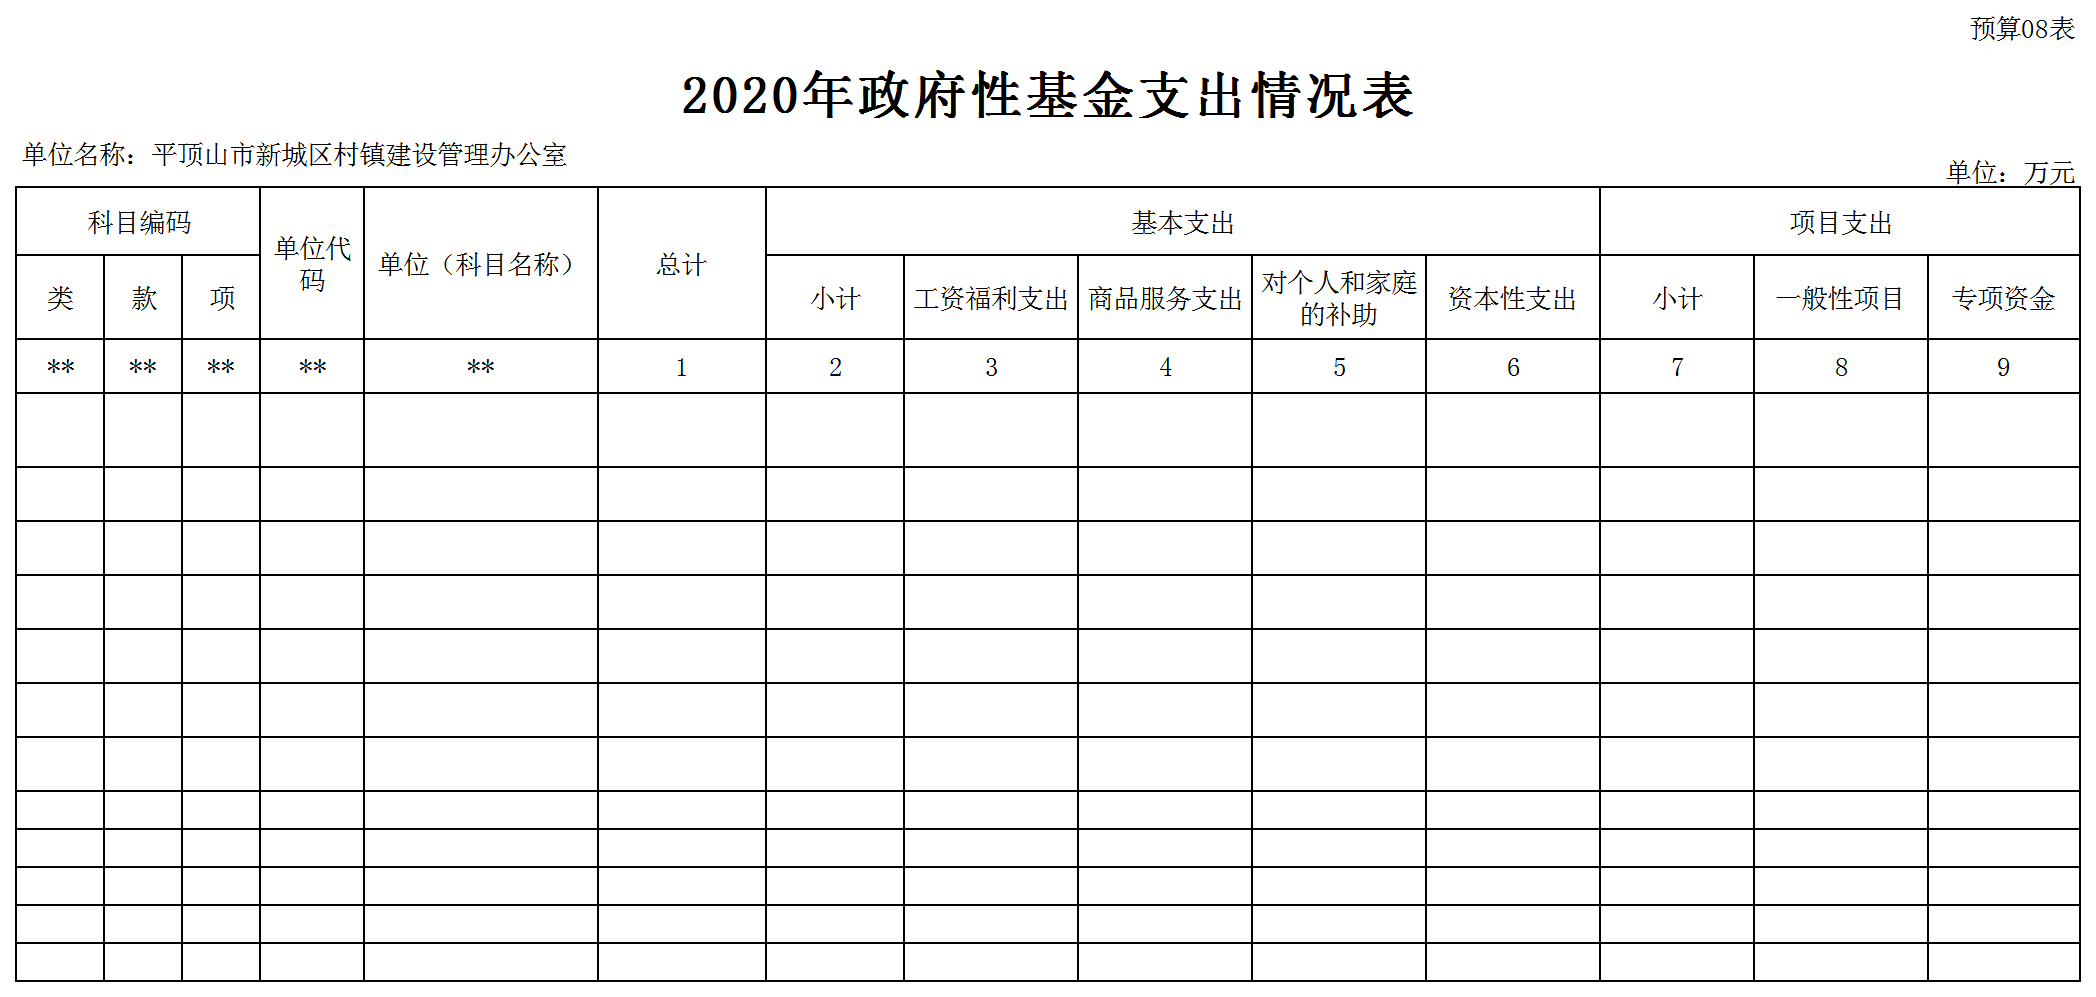 预算08表
2020年政府性基金支出情况表
单位名称：平顶山市新城区村镇建设管理办公室
单位：万元
科目编码 单位代码 单位（科目名称） 总计 基本支出 项目支出
类 款 项 小计 工资福利支出 商品服务支出 对个人和家庭的补助 资本性支出 小计 一般性项目 专项资金
** ** ** ** ** 1 2 3 4 5 6 7 8 9